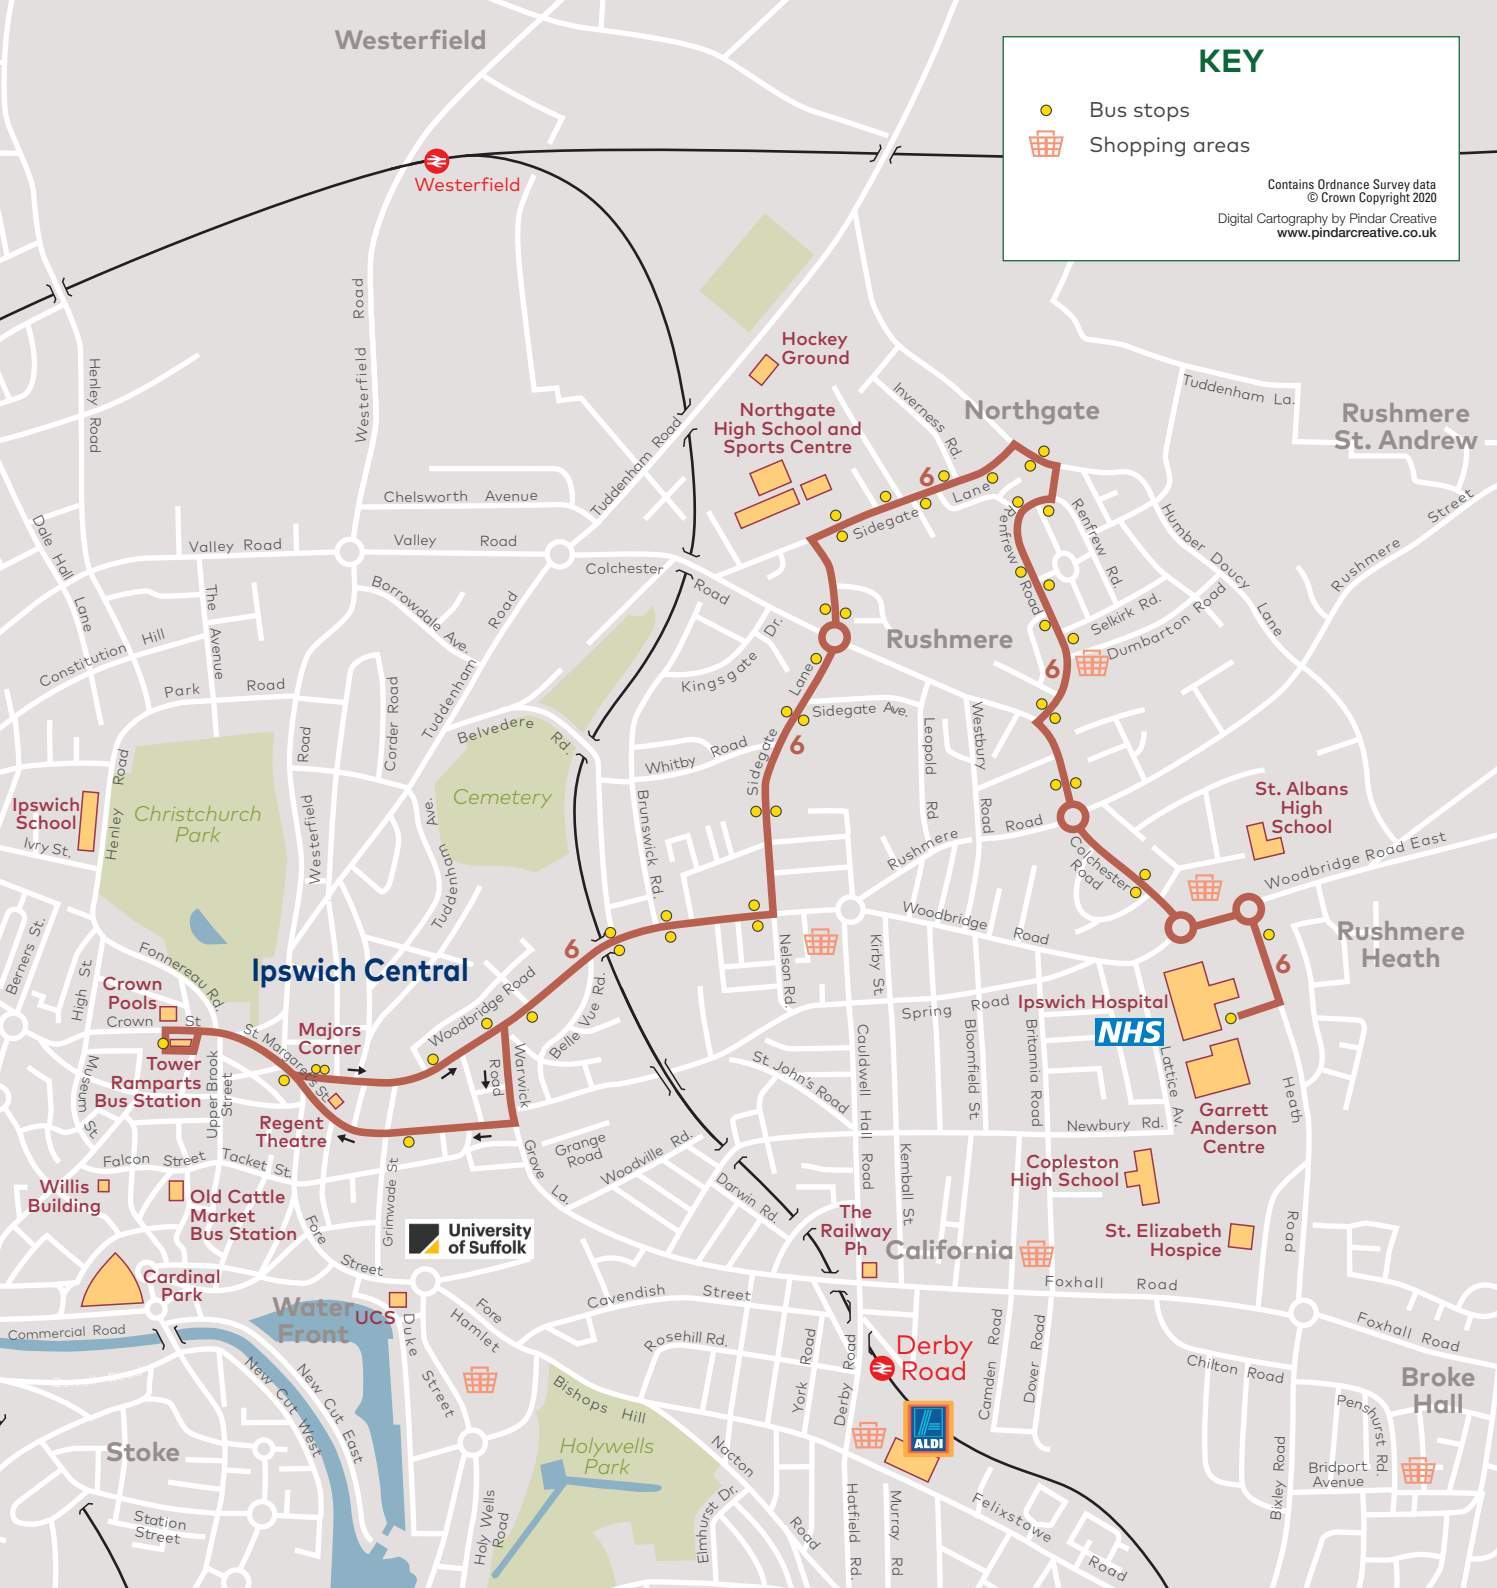 Westerfield
KEY
Bus stops
Shopping areas
Contains Ordnance Survey data
© Crown Copyright 2020
Digital Cartography by Pindar Creative
www.pindarcreative.co.uk
Westerfield
Henley Road
Westerfield Road
Hockey
Ground
Tuddenham La.
Rushmere
St. Andrew
Northgate
Inverness Rd.
Northgate
High School and
Sports Centre
Tuddenham Road
6
Sidegate Lane
Chelsworth Avenue
Valley Road
Valley Road
Colchester Road
Dale Hall Lane
Renfrew Road
Renfrew Rd.
Humber Doucy Lane
Rushmere Street
Borrowdale Ave.
The Avenue
Constitution Hill
Park Road
Tuddenham Road
Selkirk Rd.
Dumbarton Road
Rushmere
6
Kingsgate Dr.
Sidegate Lane
Sidegate Ave.
6
Belvedere Rd.
Whitby Road
Corder Road
Westerfield Road
Leopold Rd
Westbury Road
Rushmere Road
Cemetery
Christchurch
Park
Ipswich
School
Henley Road
Ivry St.
Tuddenham Ave.
Brunswick Rd.
Colchester
Road
St. Albans
High
School
Woodbridge Road East
Woodbridge Road
Rushmere
Heath
6
6
Ipswich Central
Berners St.
High St.
Fonnereau Rd.
Crown
Pools
Crown St
St. Margarets St.
Majors
Corner
Woodbridge Road
Belle Vue Rd.
Nelson Rd.
Kirby St
Spring Road
Ipswich Hospital
NHS
Tower
Ramparts
Bus Station
Museum St
Upper Brook
Street
Regent
Theatre
Warwick
Road
St. John's Road
Cauldwell Hall Road
Bloomfield St
Britannia Road
Lattice Av.
Heath Road
Garrett
Anderson
Centre
Newbury Rd.
Falcon Street
Tacket St.
Grove La.
Grange
Road
Woodville Rd.
Darwin Rd.
Kemball St
Copleston
High School
Willis
Building
Old Cattle
Market
Bus Station
Grimwade St
University
of Suffolk
The
Railway
Ph
California
St. Elizabeth
Hospice
Fore Street
Cardinal
Park
Commercial Road
Water
Front
UCS
Fore
Hamlet
Cavendish Street
Foxhall Road
Foxhall Road
Rosehill Rd.
Duke Street
York Road
Derby Road
Derby
Road
Camden Road
Dover Road
Chilton Road
Broke
Hall
New Cut West
New Cut East
Bishops Hill
Penshurst Rd.
ALDI
Stoke
Holywells
Park
Nacton Road
Bridport
Avenue
Bixley Road
Station
Street
Holy Wells
Road
Elmhurst Dr.
Hatfield Rd.
Murray Rd
Felixstowe Road